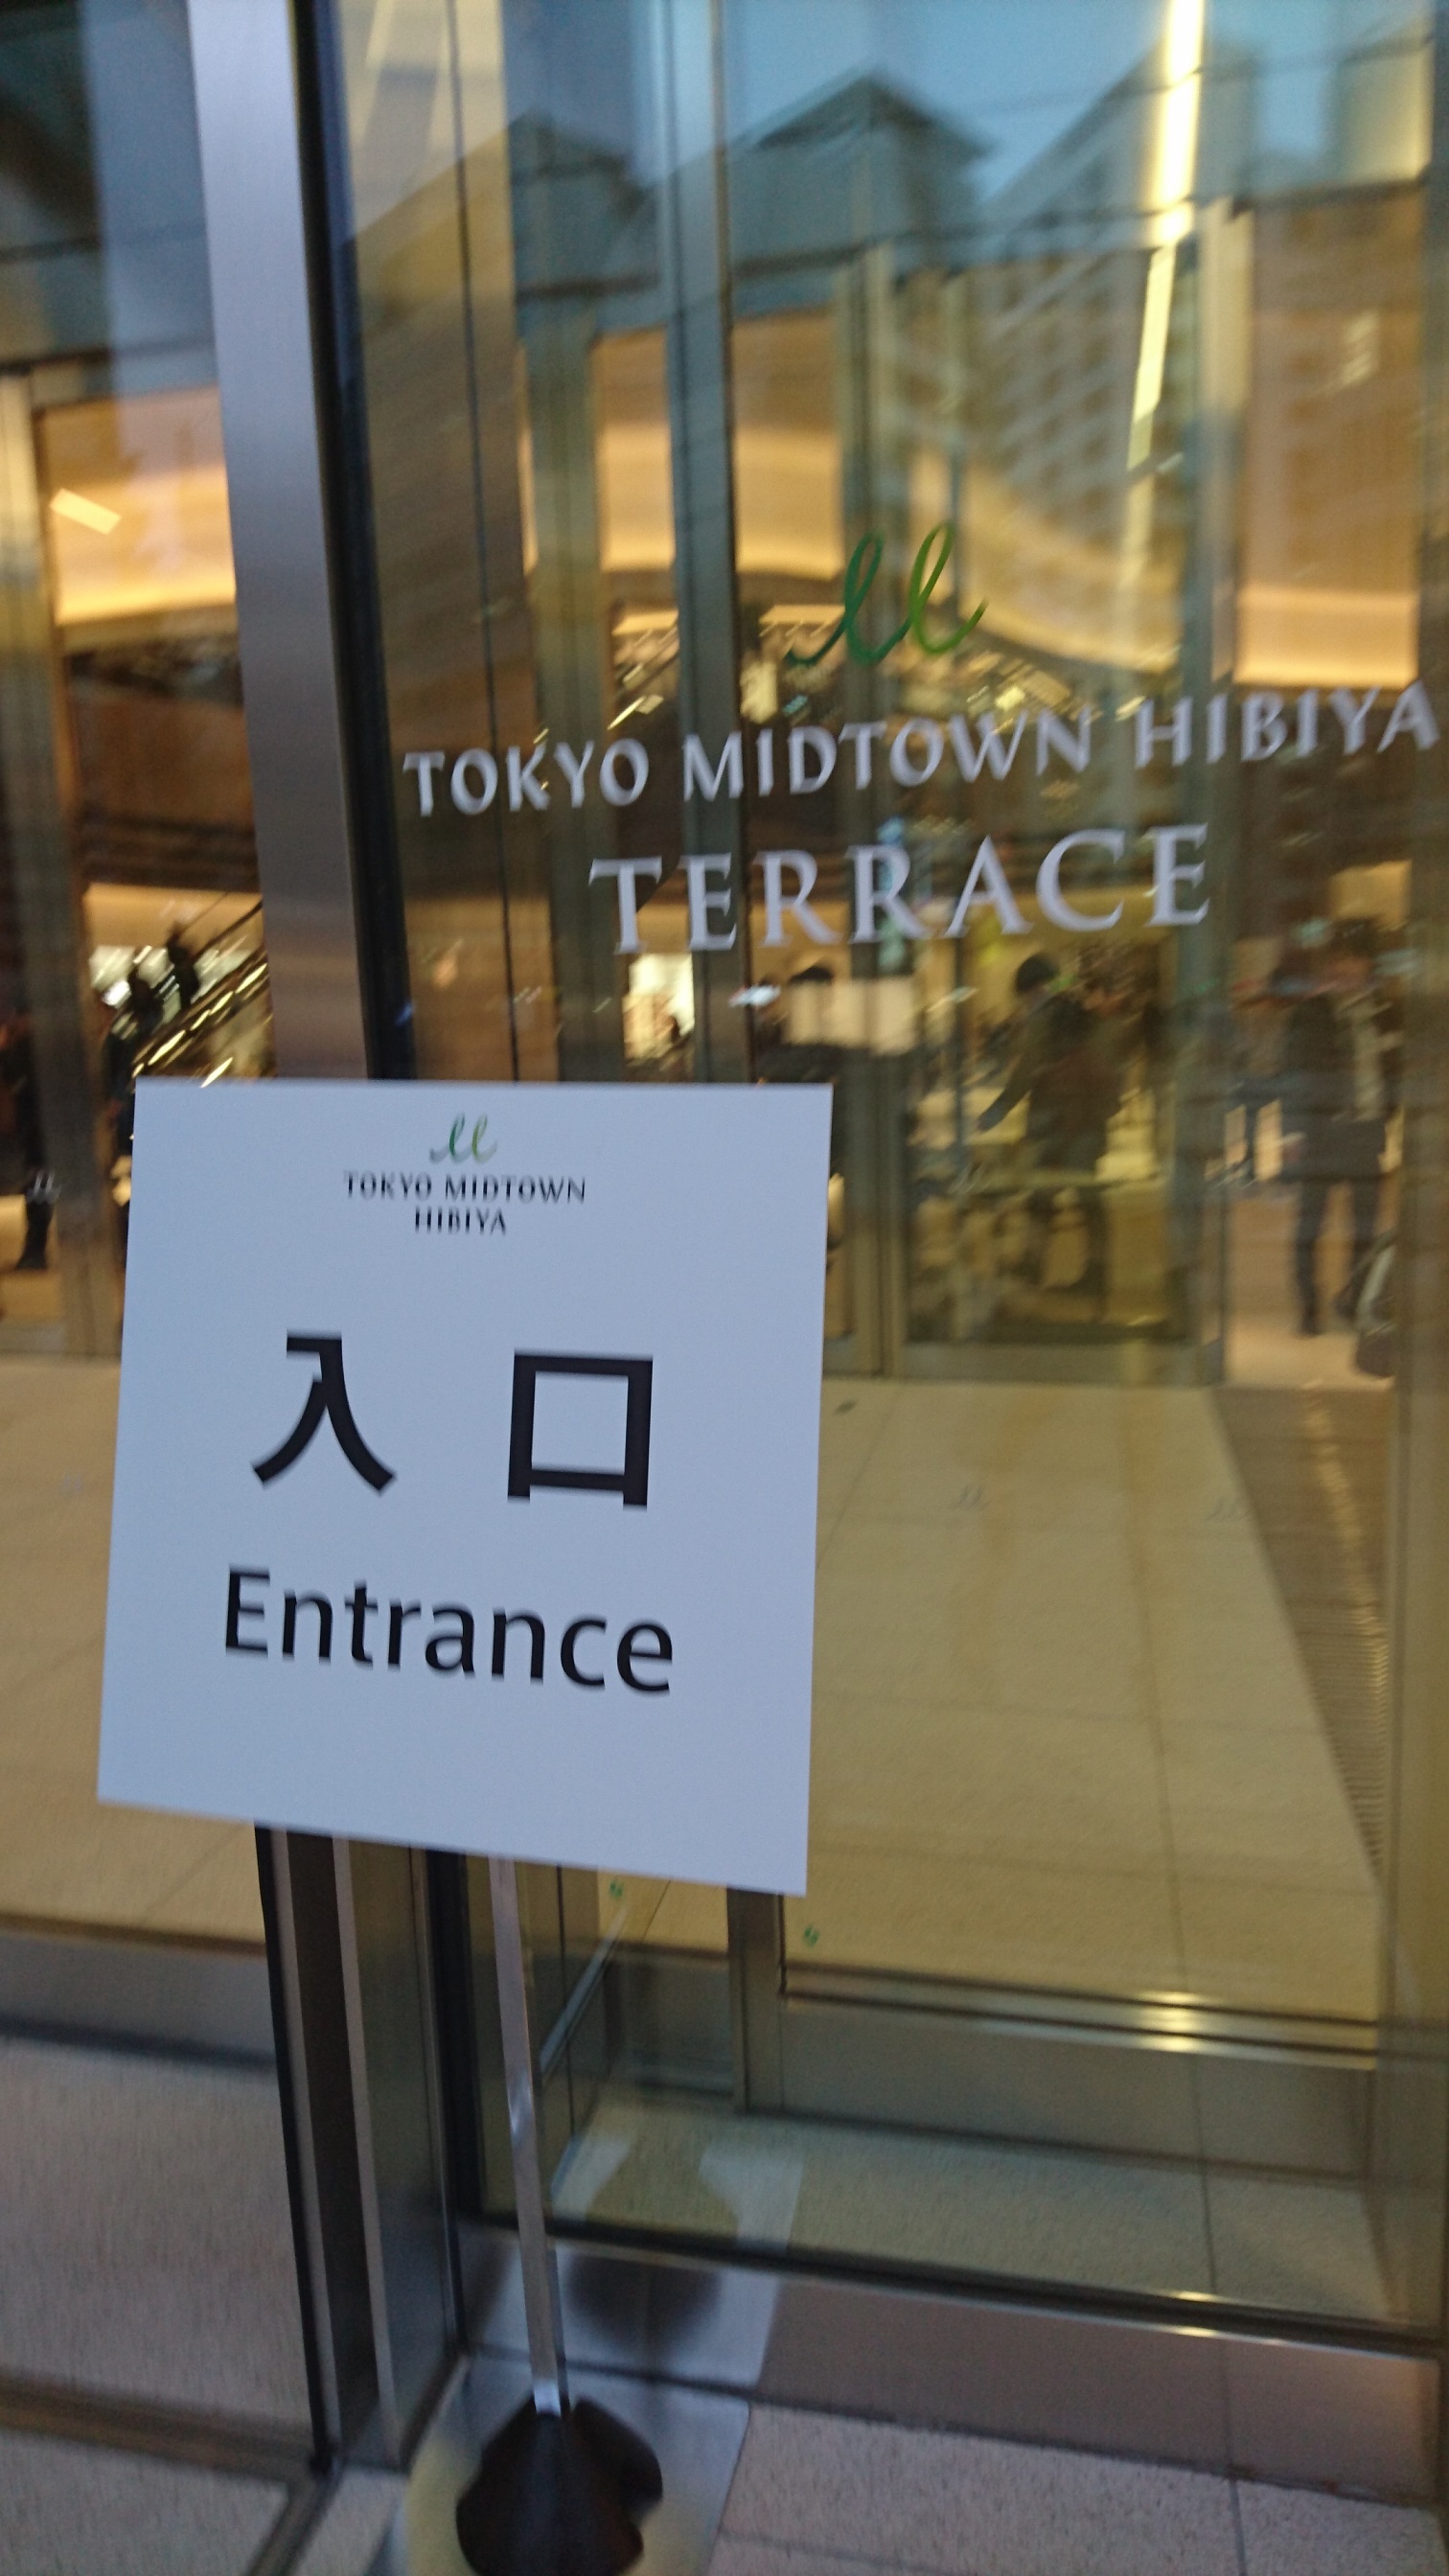 TOKYO MIDTOWN HIBIYA
TERRACE
TOKYO MIDTOWN
HIBIYA
入口
Entrance